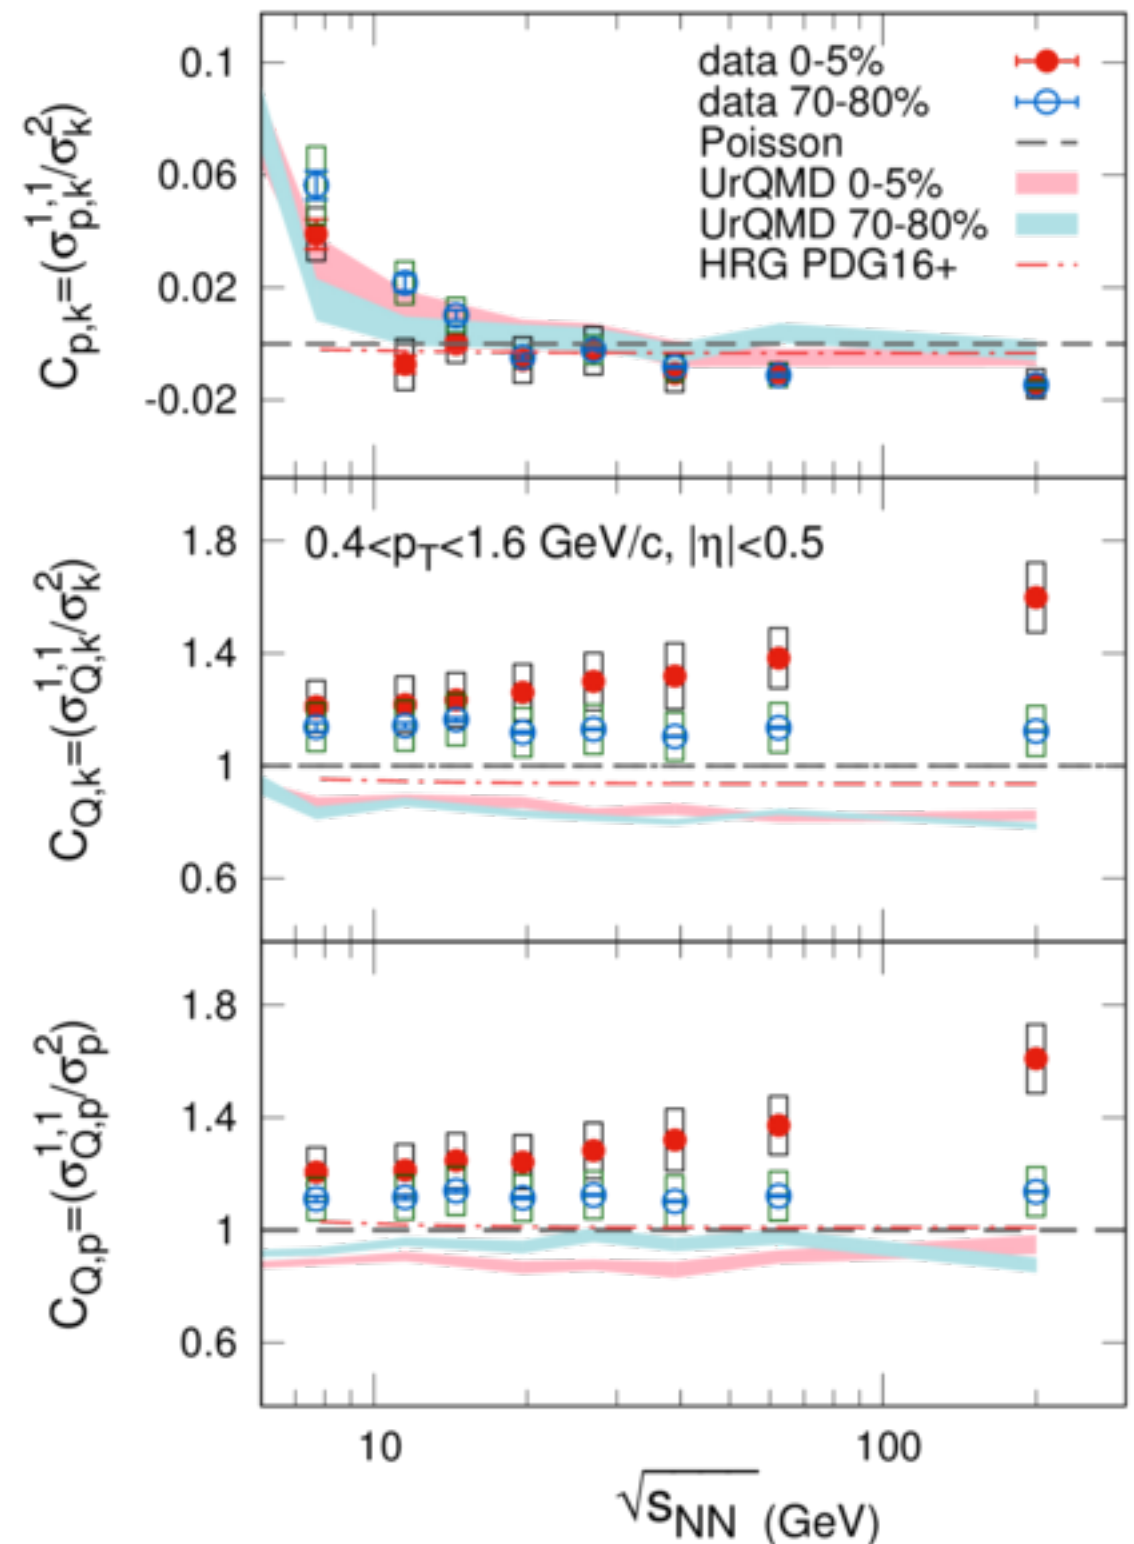 0.1
0.06
0.02
-0.02
C_{p,k}=(σ^{1,1}_{p,k}/σ^2_k)
data 0-5%
data 70-80%
Poisson
UrQMD 0-5%
UrQMD 70-80%
HRG PDG16+
1.8
1.4
1
0.6
C_{Q,k}=(σ^{1,1}_{Q,k}/σ^2_k)
0.4<p_T<1.6 GeV/c, |η|<0.5
1.8
1.4
1
0.6
C_{Q,p}=(σ^{1,1}_{Q,p}/σ^2_p)
10
100
√s_{NN} (GeV)